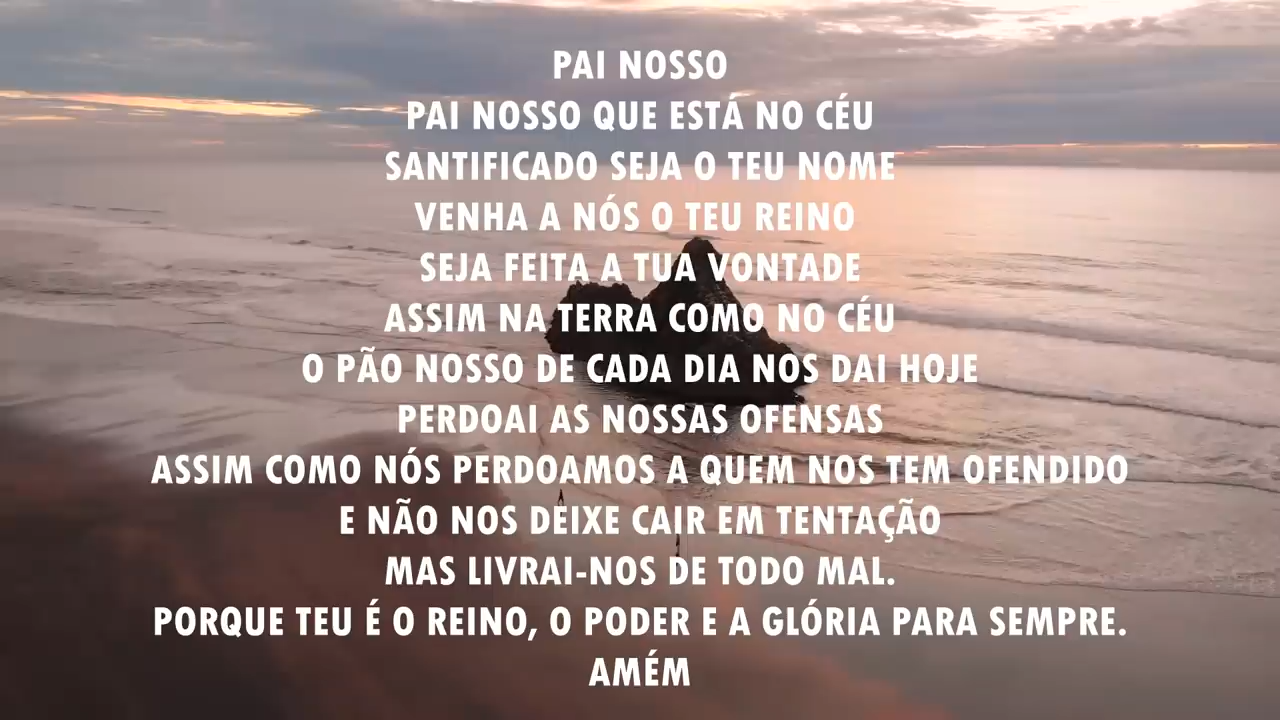 PAI NOSSO
PAI NOSSO QUE ESTÁ NO CÉU
SANTIFICADO SEJA O TEU NOME
VENHA A NÓS O TEU REINO
SEJA FEITA A TUA VONTADE
ASSIM NA TERRA COMO NO CÉU
O PÃO NOSSO DE CADA DIA NOS DAI HOJE
PERDOAI AS NOSSAS OFENSAS
ASSIM COMO NÓS PERDOAMOS A QUEM NOS TEM OFENDIDO
E NÃO NOS DEIXE CAIR EM TENTAÇÃO
MAS LIVRAI-NOS DE TODO MAL.
PORQUE TEU É O REINO, O PODER E A GLÓRIA PARA SEMPRE.
AMÉM